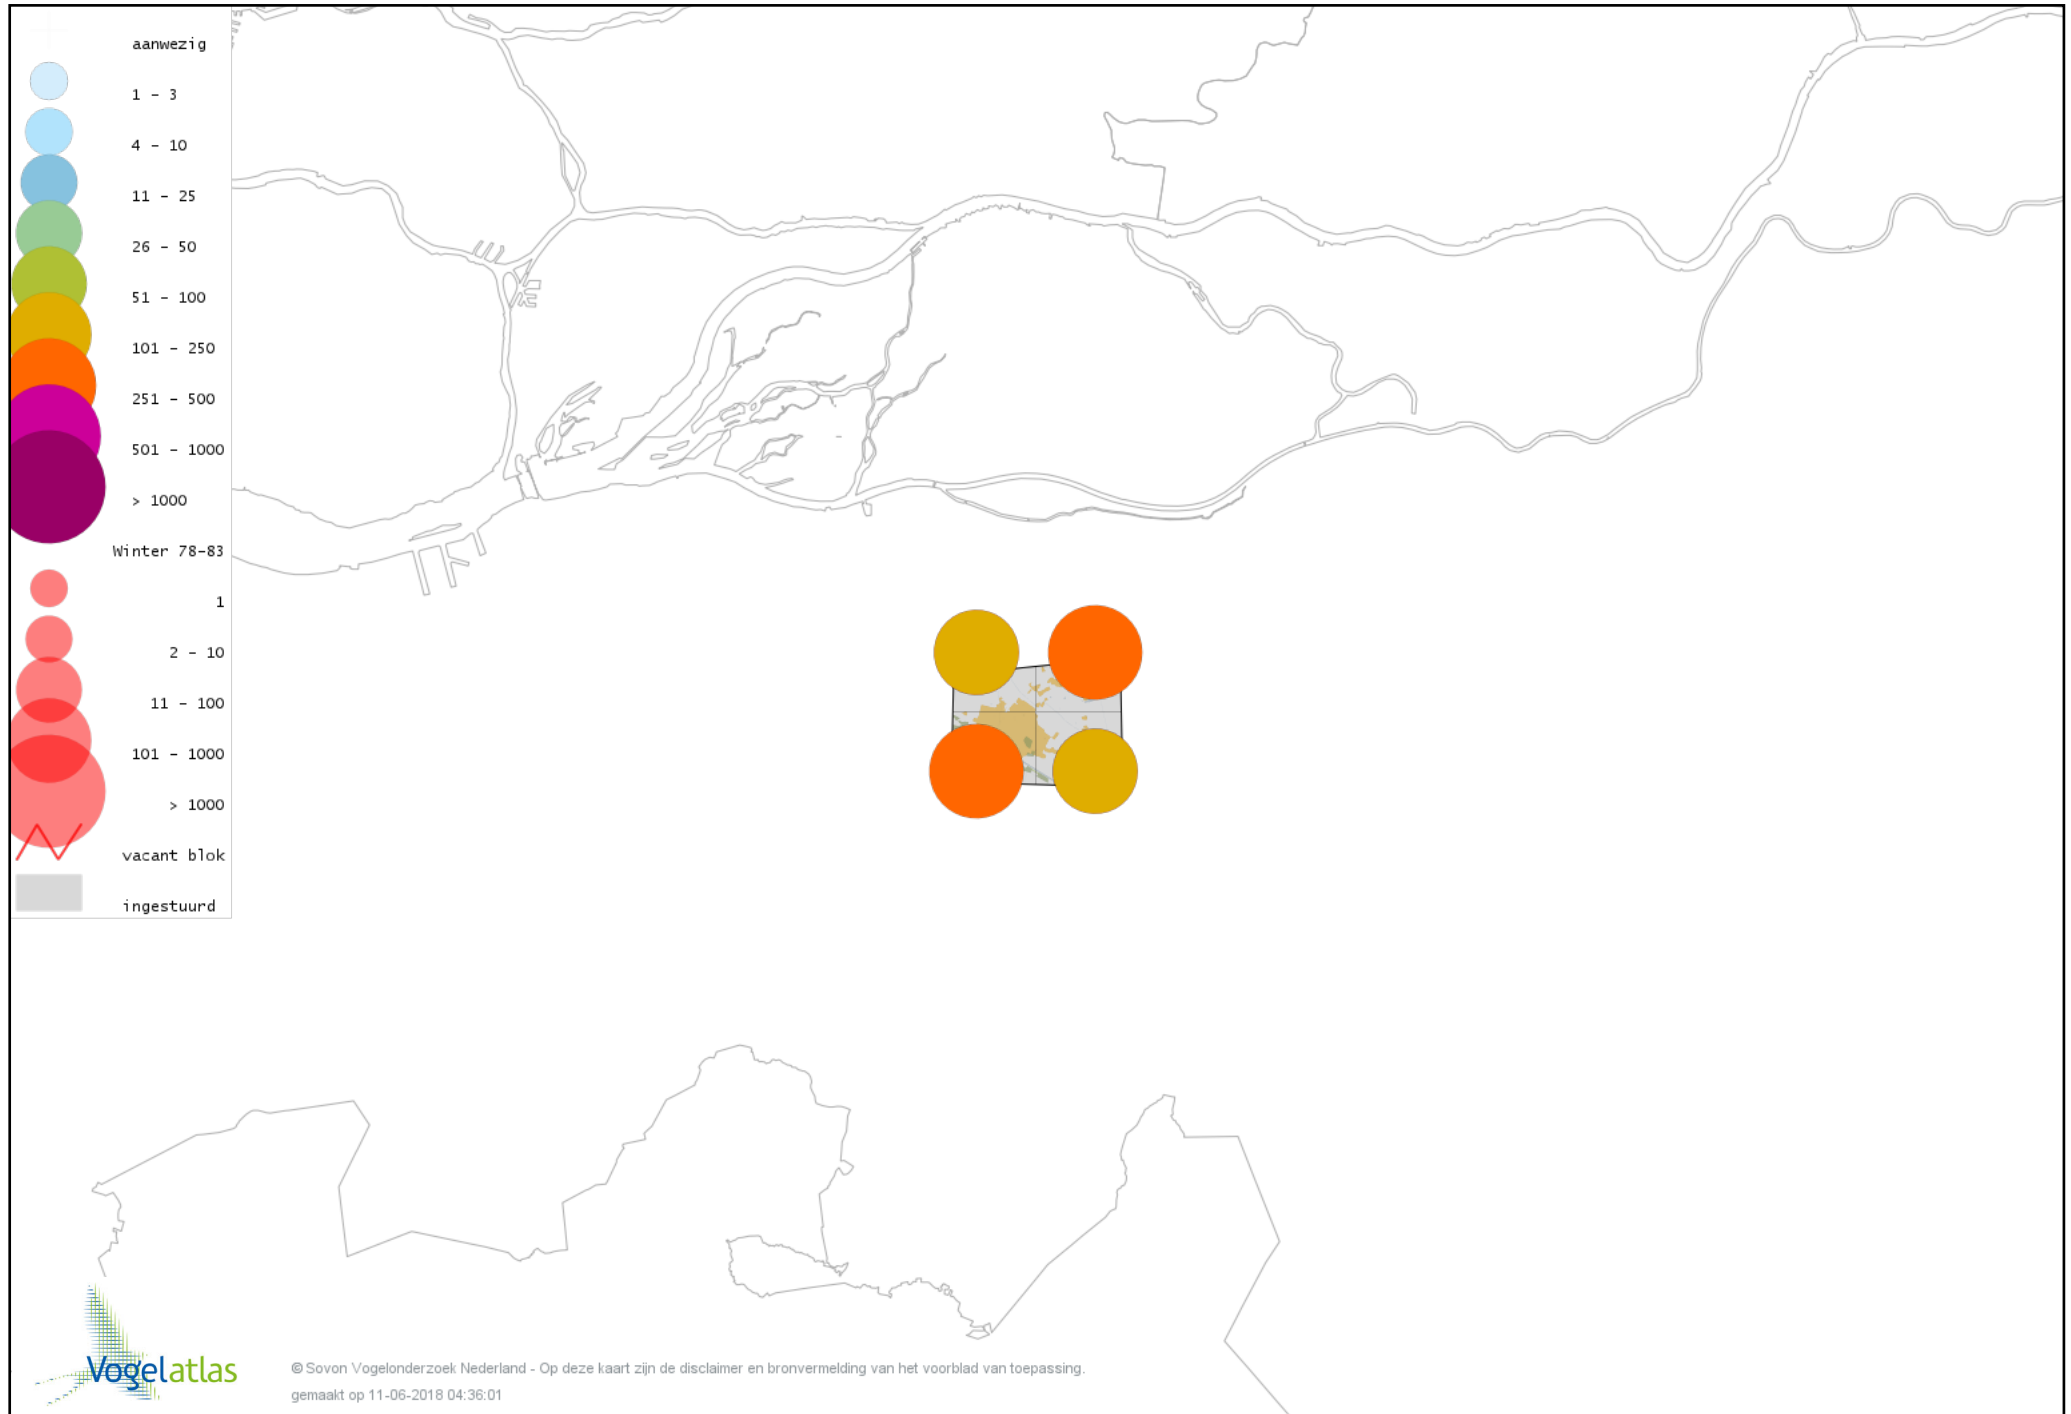 aanwezig
1 - 3
4 - 10
11 - 25
26 - 50
51 - 100
101 - 250
251 - 500
501 - 1000
> 1000
Winter 78-83
1
2 - 10
11 - 100
101 - 1000
> 1000
vacant blok
ingestuurd
Vogelatlas
© Sovon Vogelonderzoek Nederland - Op deze kaart zijn de disclaimer en bronvermelding van het voorblad van toepassing.
gemaakt op 11-06-2018 04:36:01